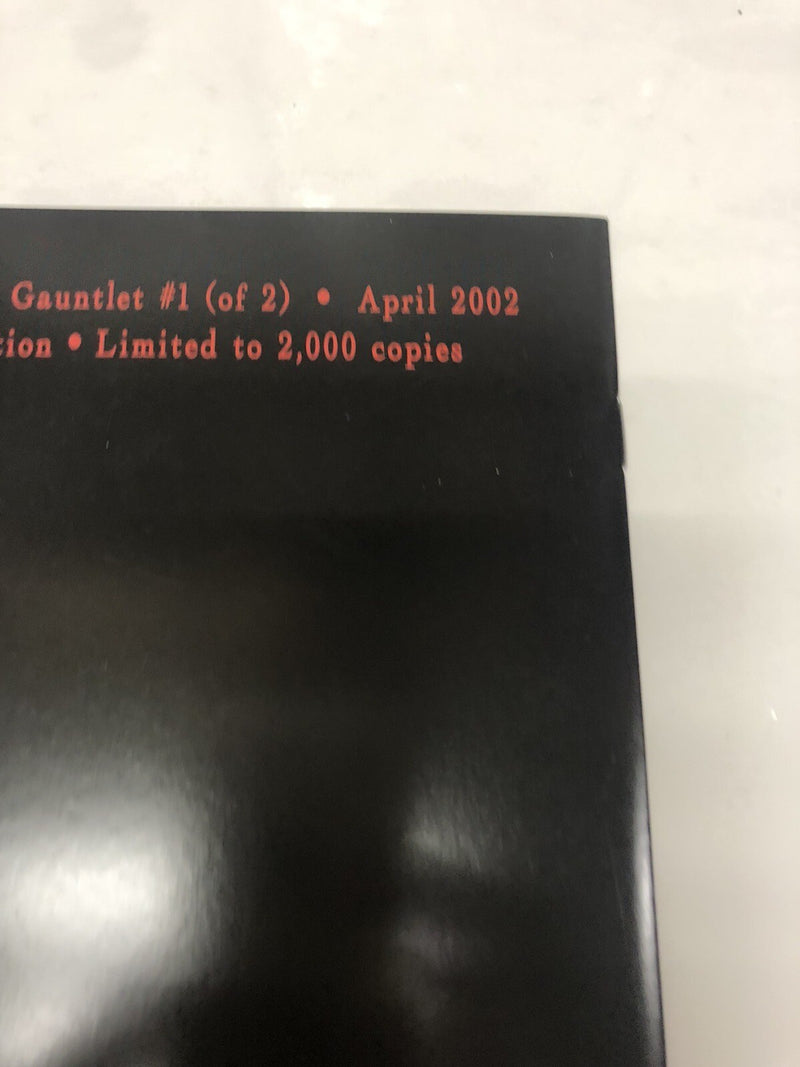 Gauntlet #1 (of 2) • April 2002
tion • Limited to 2,000 copies